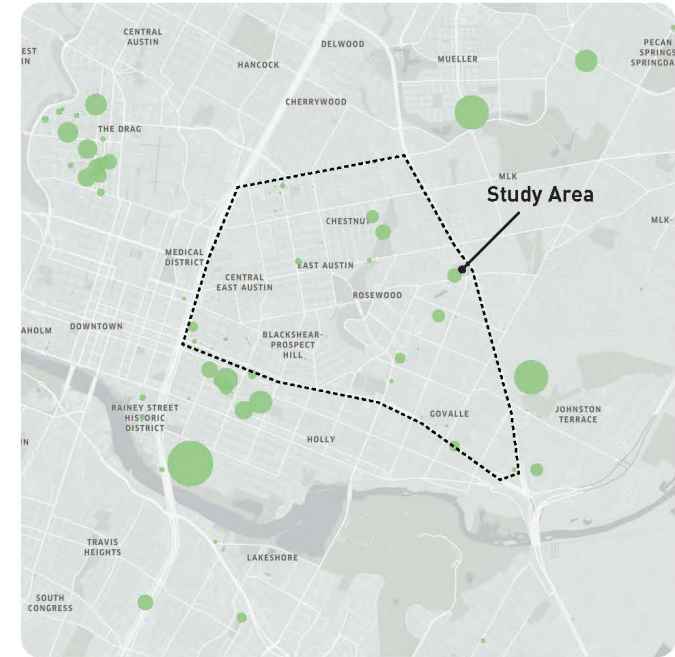 CENTRAL
AUSTIN
DELWOOD
PECAN
SPRINGS
SPRINGDA
EST
IN
HANCOCK
MUELLER
CHERRYWOOD
THE DRAG
MLK
Study Area
CHESTNUT
MLK-
MEDICAL
DISTRICT
EAST AUSTIN
CENTRAL
EAST AUSTIN
ROSEWOOD
AHOLM
DOWNTOWN
BLACKSHEAR-
PROSPECT
HILL
RAINEY STREET
HISTORIC
DISTRICT
GOVALLE
JOHNSTON
TERRACE
HOLLY
N
TRAVIS
HEIGHTS
LAKESHORE
SOUTH
CONGRESS